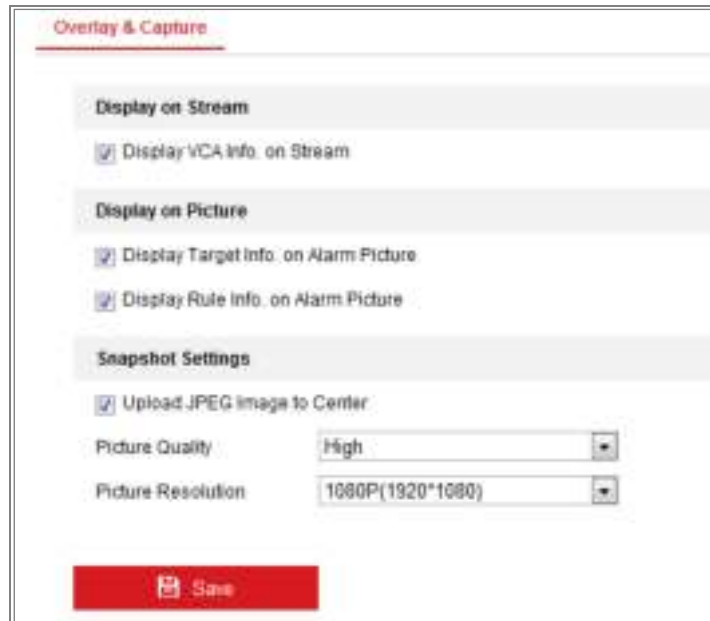 Overlay & Capture
Display on Stream
Display VCA Info. on Stream
Display on Picture
Display Target Info. on Alarm Picture
Display Rule Info. on Alarm Picture
Snapshot Settings
Upload JPEG Image to Center
Picture Quality High
Picture Resolution 1080P(1920*1080)
Save